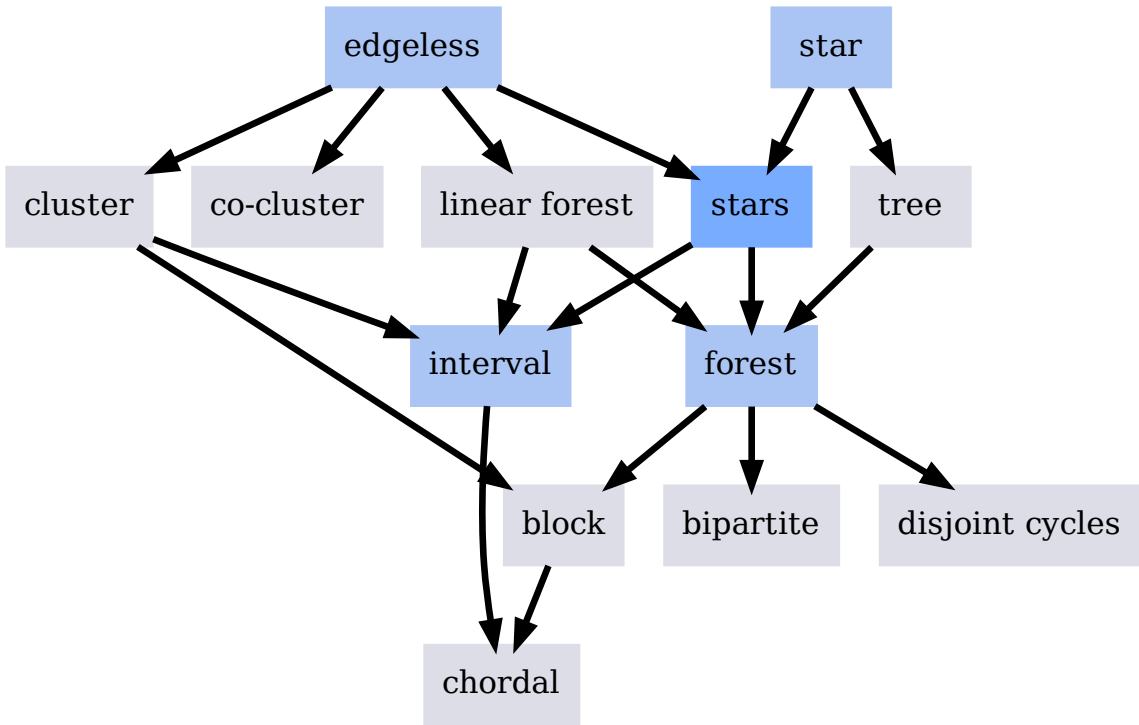 edgeless
star
cluster
co-cluster
linear forest
stars
tree
interval
forest
block
bipartite
disjoint cycles
chordal